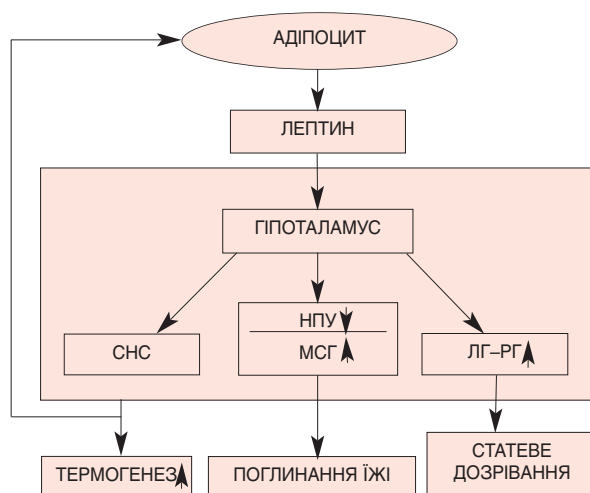 АДІПОЦИТ
ЛЕПТИН
ГІПОТАЛАМУС
СНС
НПУ
МСГ
ЛГ–РГ
ТЕРМОГЕНЕЗ
ПОГЛИНАННЯ ЇЖІ
СТАТЕВЕ
ДОЗРІВАННЯ